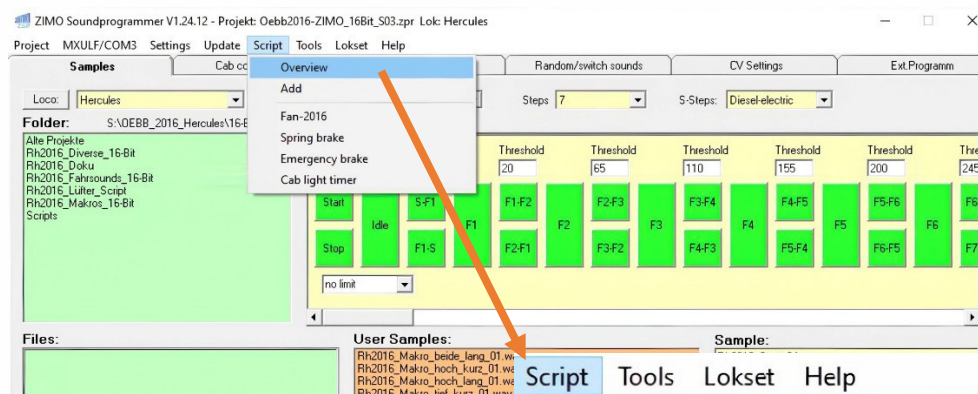 ZIMO Soundprogrammer V1.24.12 - Projekt: Oebb2016-ZIMO_16Bit_S03.zpr Lok: Hercules
Project MXULF/COM3 Settings Update Script Tools Lokset Help
Samples Cab Random/switch sounds CV Settings Ext.Programm
Overview
Add
Fan-2016
Spring brake
Emergency brake
Cab light timer
Loco: Hercules Steps 7 S-Steps: Diesel-electric
Folder: S:\OEBB_2016_Hercules\16-B
Alte Projekte
Rh2016_Diverse_16-Bit
Rh2016_Doku
Rh2016_Fahrsounds_16-Bit
Rh2016_Lüfter_Script
Rh2016_Makros_16-Bit
Scripts
Threshold Threshold Threshold Threshold Threshold
20 65 110 155 200 245
Start S-F1 F1-F2 F2-F3 F3-F4 F4-F5 F5-F6
Idle F1 F2 F3 F4 F5 F6
Stop F1-S F2-F1 F3-F2 F4-F3 F5-F4 F6-F5
no limit
Files: User Samples: Sample:
Rh2016_Makro_beide_lang_01.wa
Rh2016_Makro_hoch_kurz_01.wa
Rh2016_Makro_hoch_lang_01.wa
Rh2016_Makro_tief_kurz_01.wav
Script Tools Lokset Help